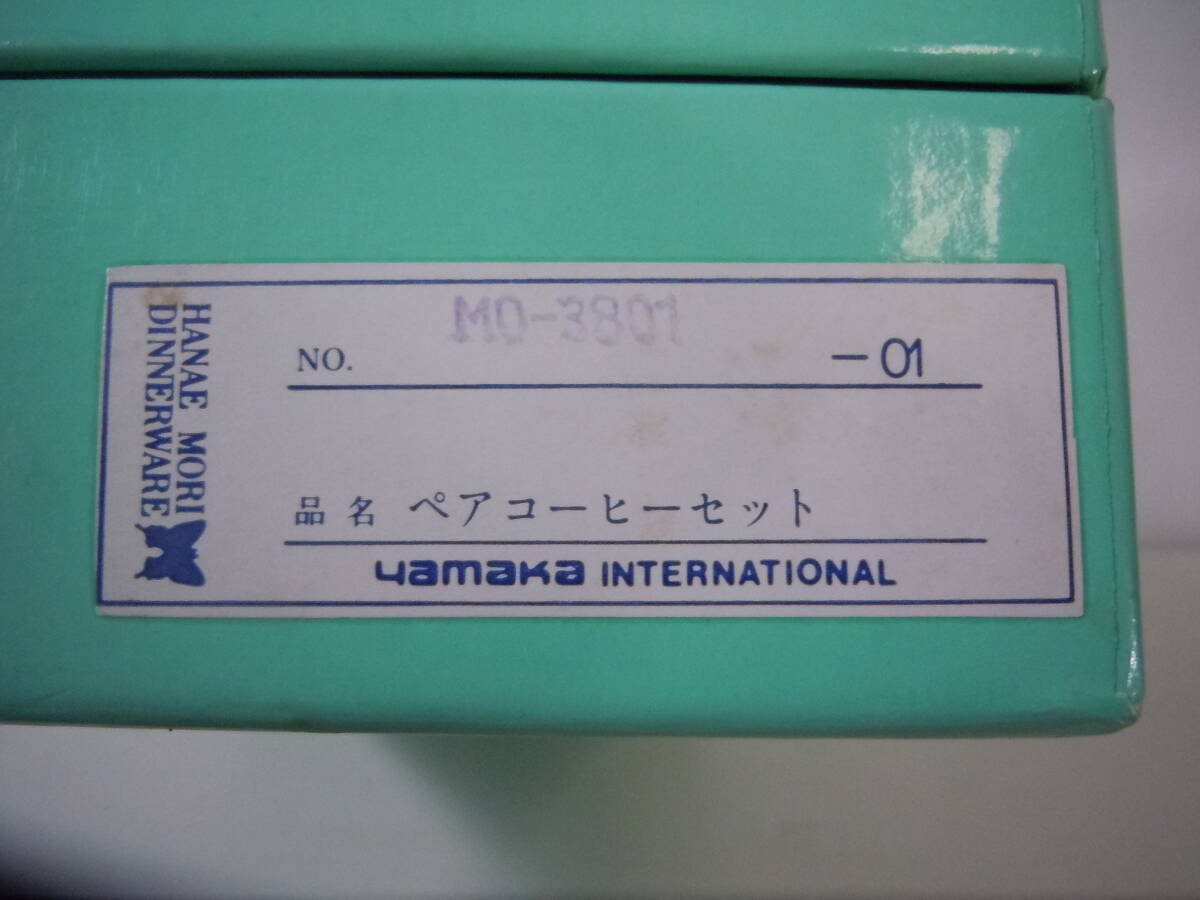 HANAE MORI
DINNERWARE
MO-3801
NO. -01
品名 ペアコーヒーセット
yamaka INTERNATIONAL